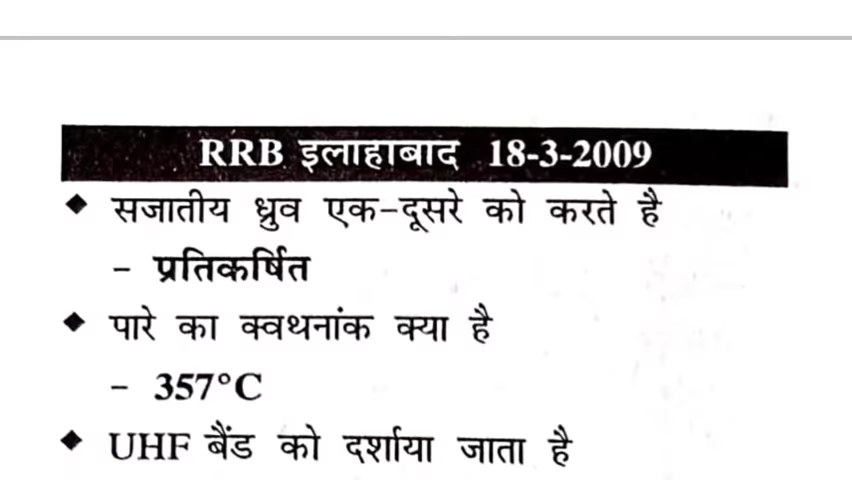 RRB इलाहाबाद 18-3-2009
◆ सजातीय ध्रुव एक-दूसरे को करते है
– प्रतिकर्षित
◆ पारे का क्वथनांक क्या है
– 357°C
◆ UHF बैंड को दर्शाया जाता है